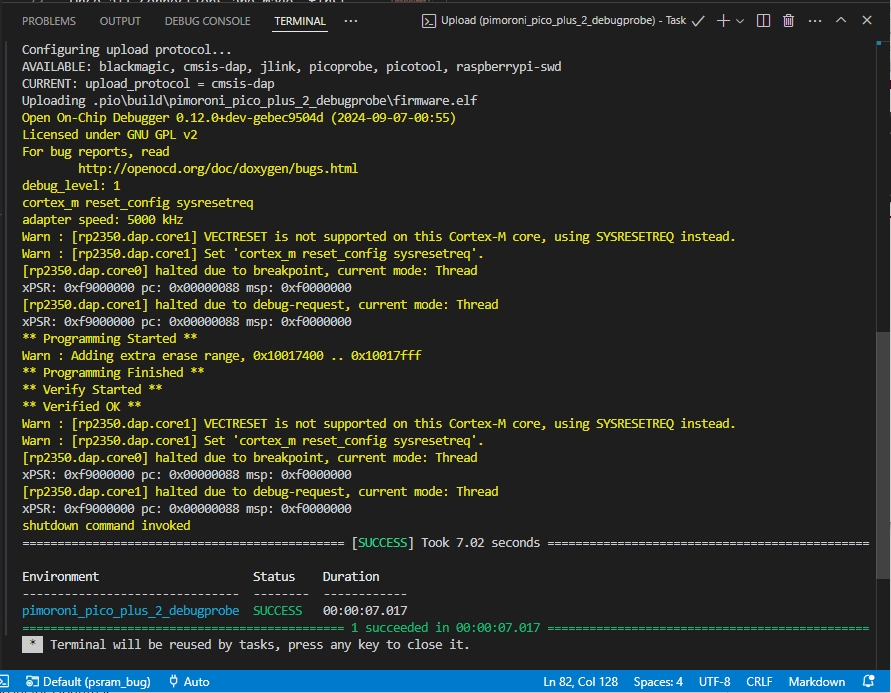 PROBLEMS OUTPUT DEBUG CONSOLE TERMINAL ··· Upload (pimoroni_pico_plus_2_debugprobe) - Task
Configuring upload protocol...
AVAILABLE: blackmagic, cmsis-dap, jlink, picoprobe, picotool, raspberrypi-swd
CURRENT: upload_protocol = cmsis-dap
Uploading .pio\build\pimoroni_pico_plus_2_debugprobe\firmware.elf
Open On-Chip Debugger 0.12.0+dev-gebec9504d (2024-09-07-00:55)
Licensed under GNU GPL v2
For bug reports, read
http://openocd.org/doc/doxygen/bugs.html
debug_level: 1
cortex_m reset_config sysresetreq
adapter speed: 5000 kHz
Warn : [rp2350.dap.core1] VECTRESET is not supported on this Cortex-M core, using SYSRESETREQ instead.
Warn : [rp2350.dap.core1] Set 'cortex_m reset_config sysresetreq'.
[rp2350.dap.core0] halted due to breakpoint, current mode: Thread
xPSR: 0xf9000000 pc: 0x00000088 msp: 0xf0000000
[rp2350.dap.core1] halted due to debug-request, current mode: Thread
xPSR: 0xf9000000 pc: 0x00000088 msp: 0xf0000000
** Programming Started **
Warn : Adding extra erase range, 0x10017400 .. 0x10017fff
** Programming Finished **
** Verify Started **
** Verified OK **
Warn : [rp2350.dap.core1] VECTRESET is not supported on this Cortex-M core, using SYSRESETREQ instead.
Warn : [rp2350.dap.core1] Set 'cortex_m reset_config sysresetreq'.
[rp2350.dap.core0] halted due to breakpoint, current mode: Thread
xPSR: 0xf9000000 pc: 0x00000088 msp: 0xf0000000
[rp2350.dap.core1] halted due to debug-request, current mode: Thread
xPSR: 0xf9000000 pc: 0x00000088 msp: 0xf0000000
shutdown command invoked
============================================== [SUCCESS] Took 7.02 seconds ==============================================
Environment Status Duration
------------------------------- -------- ------------
pimoroni_pico_plus_2_debugprobe SUCCESS 00:00:07.017
============================================== 1 succeeded in 00:00:07.017 ==============================================
* Terminal will be reused by tasks, press any key to close it.
Default (psram_bug) Auto Ln 82, Col 128 Spaces: 4 UTF-8 CRLF Markdown